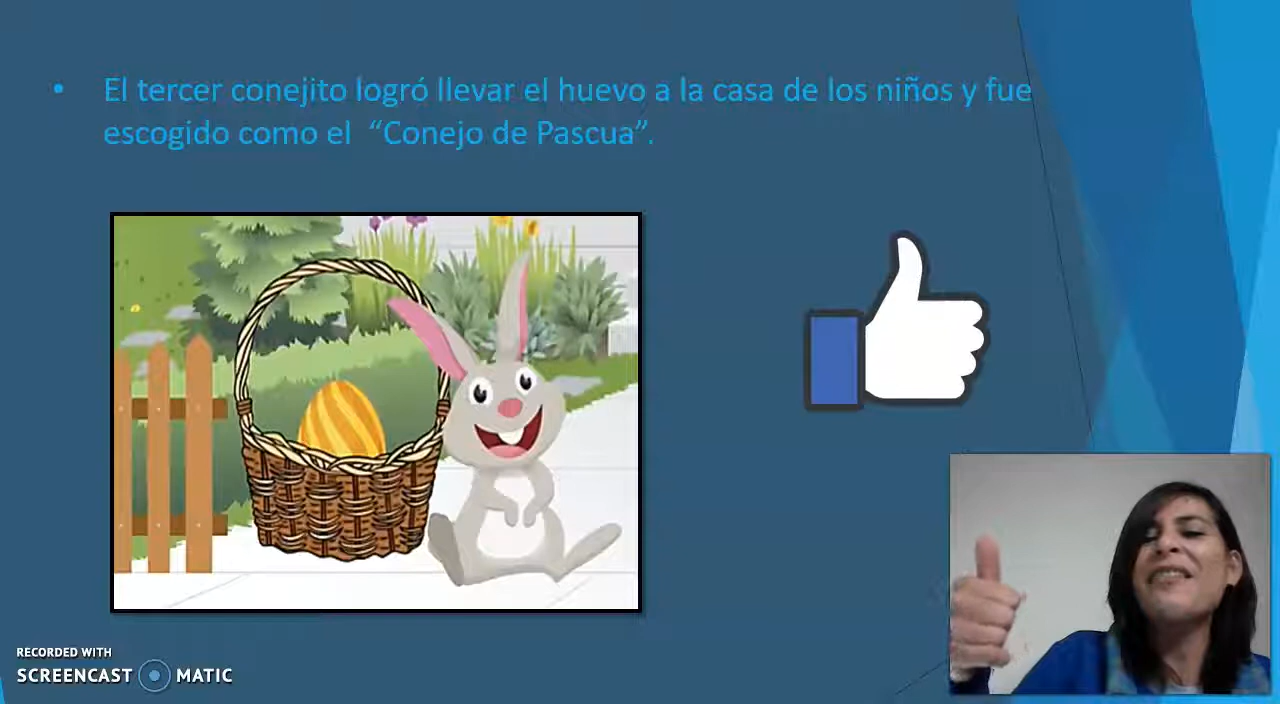 • El tercer conejito logró llevar el huevo a la casa de los niños y fue
escogido como el “Conejo de Pascua”.
RECORDED WITH
SCREENCAST MATIC